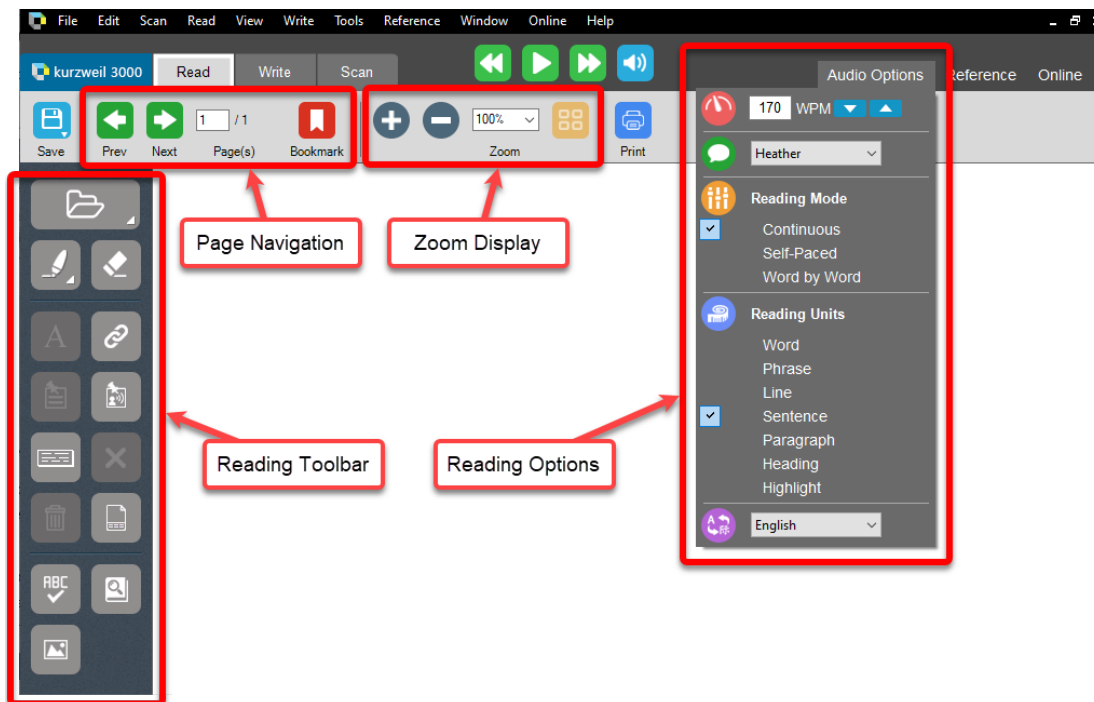 File Edit Scan Read View Write Tools Reference Window Online Help
kurzweil 3000 Read Write Scan Audio Options Reference Online
170 WPM
1 / 1 100%
Save Prev Next Page(s) Bookmark Zoom Print
Heather
Reading Mode
Continuous
Self-Paced
Word by Word
Page Navigation
Zoom Display
Reading Units
Word
Phrase
Line
Sentence
Paragraph
Heading
Highlight
Reading Toolbar
Reading Options
A
English
ABC